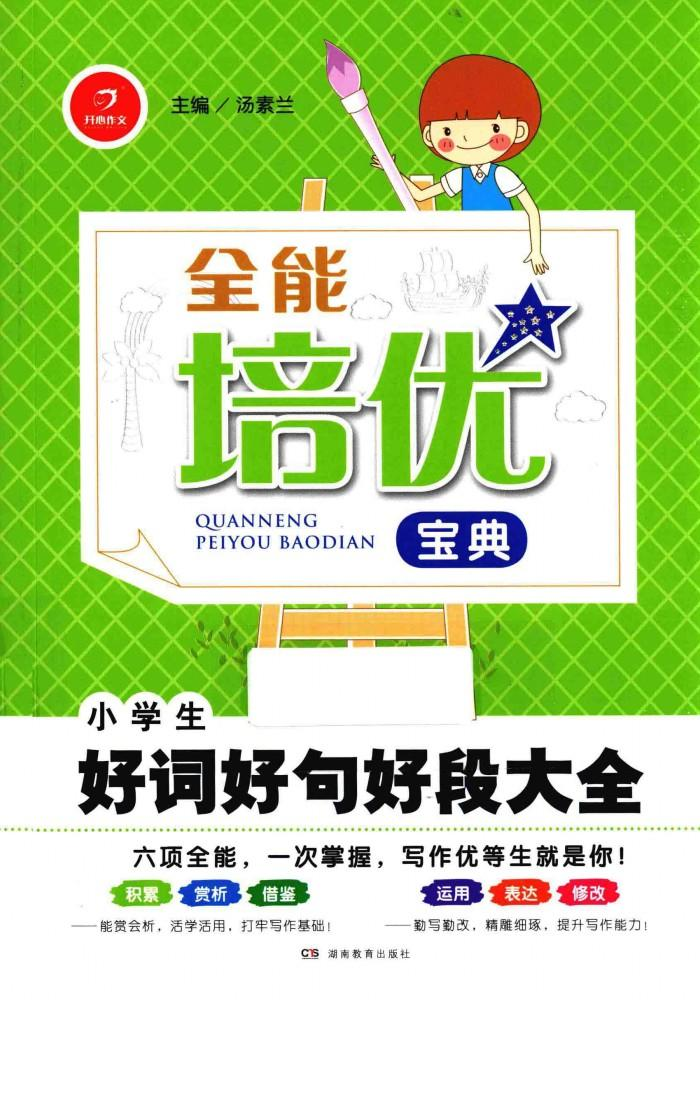 开心作文
主编／汤素兰
全能
培优
QUANNENG
PEIYOU BAODIAN
宝典
小学生
好词好句好段大全
六项全能，一次掌握，写作优等生就是你！
积累 赏析 借鉴 运用 表达 修改
——能赏会析，活学活用，打牢写作基础！ ——勤写勤改，精雕细琢，提升写作能力！
CTS 湖南教育出版社